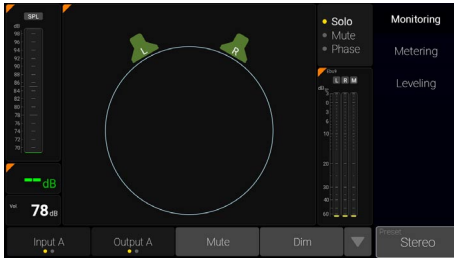 SPL
dB
98
96
94
92
90
88
86
84
82
80
78
76
74
72
70
-- dB
Vol
78 dB
L
R
Solo
Mute
Phase
L R M
dB
0
3
6
10
20
30
40
60
Monitoring
Metering
Leveling
Input A
Output A
Mute
Dim
Preset
Stereo